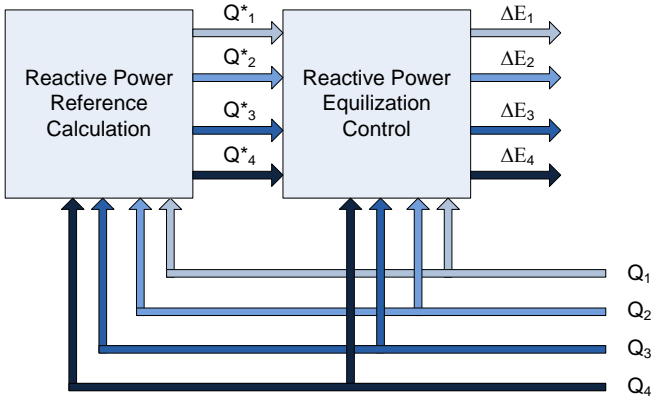 Reactive Power
Reference
Calculation
Q*₁
Q*₂
Q*₃
Q*₄
Reactive Power
Equilization
Control
ΔE₁
ΔE₂
ΔE₃
ΔE₄
Q₁
Q₂
Q₃
Q₄